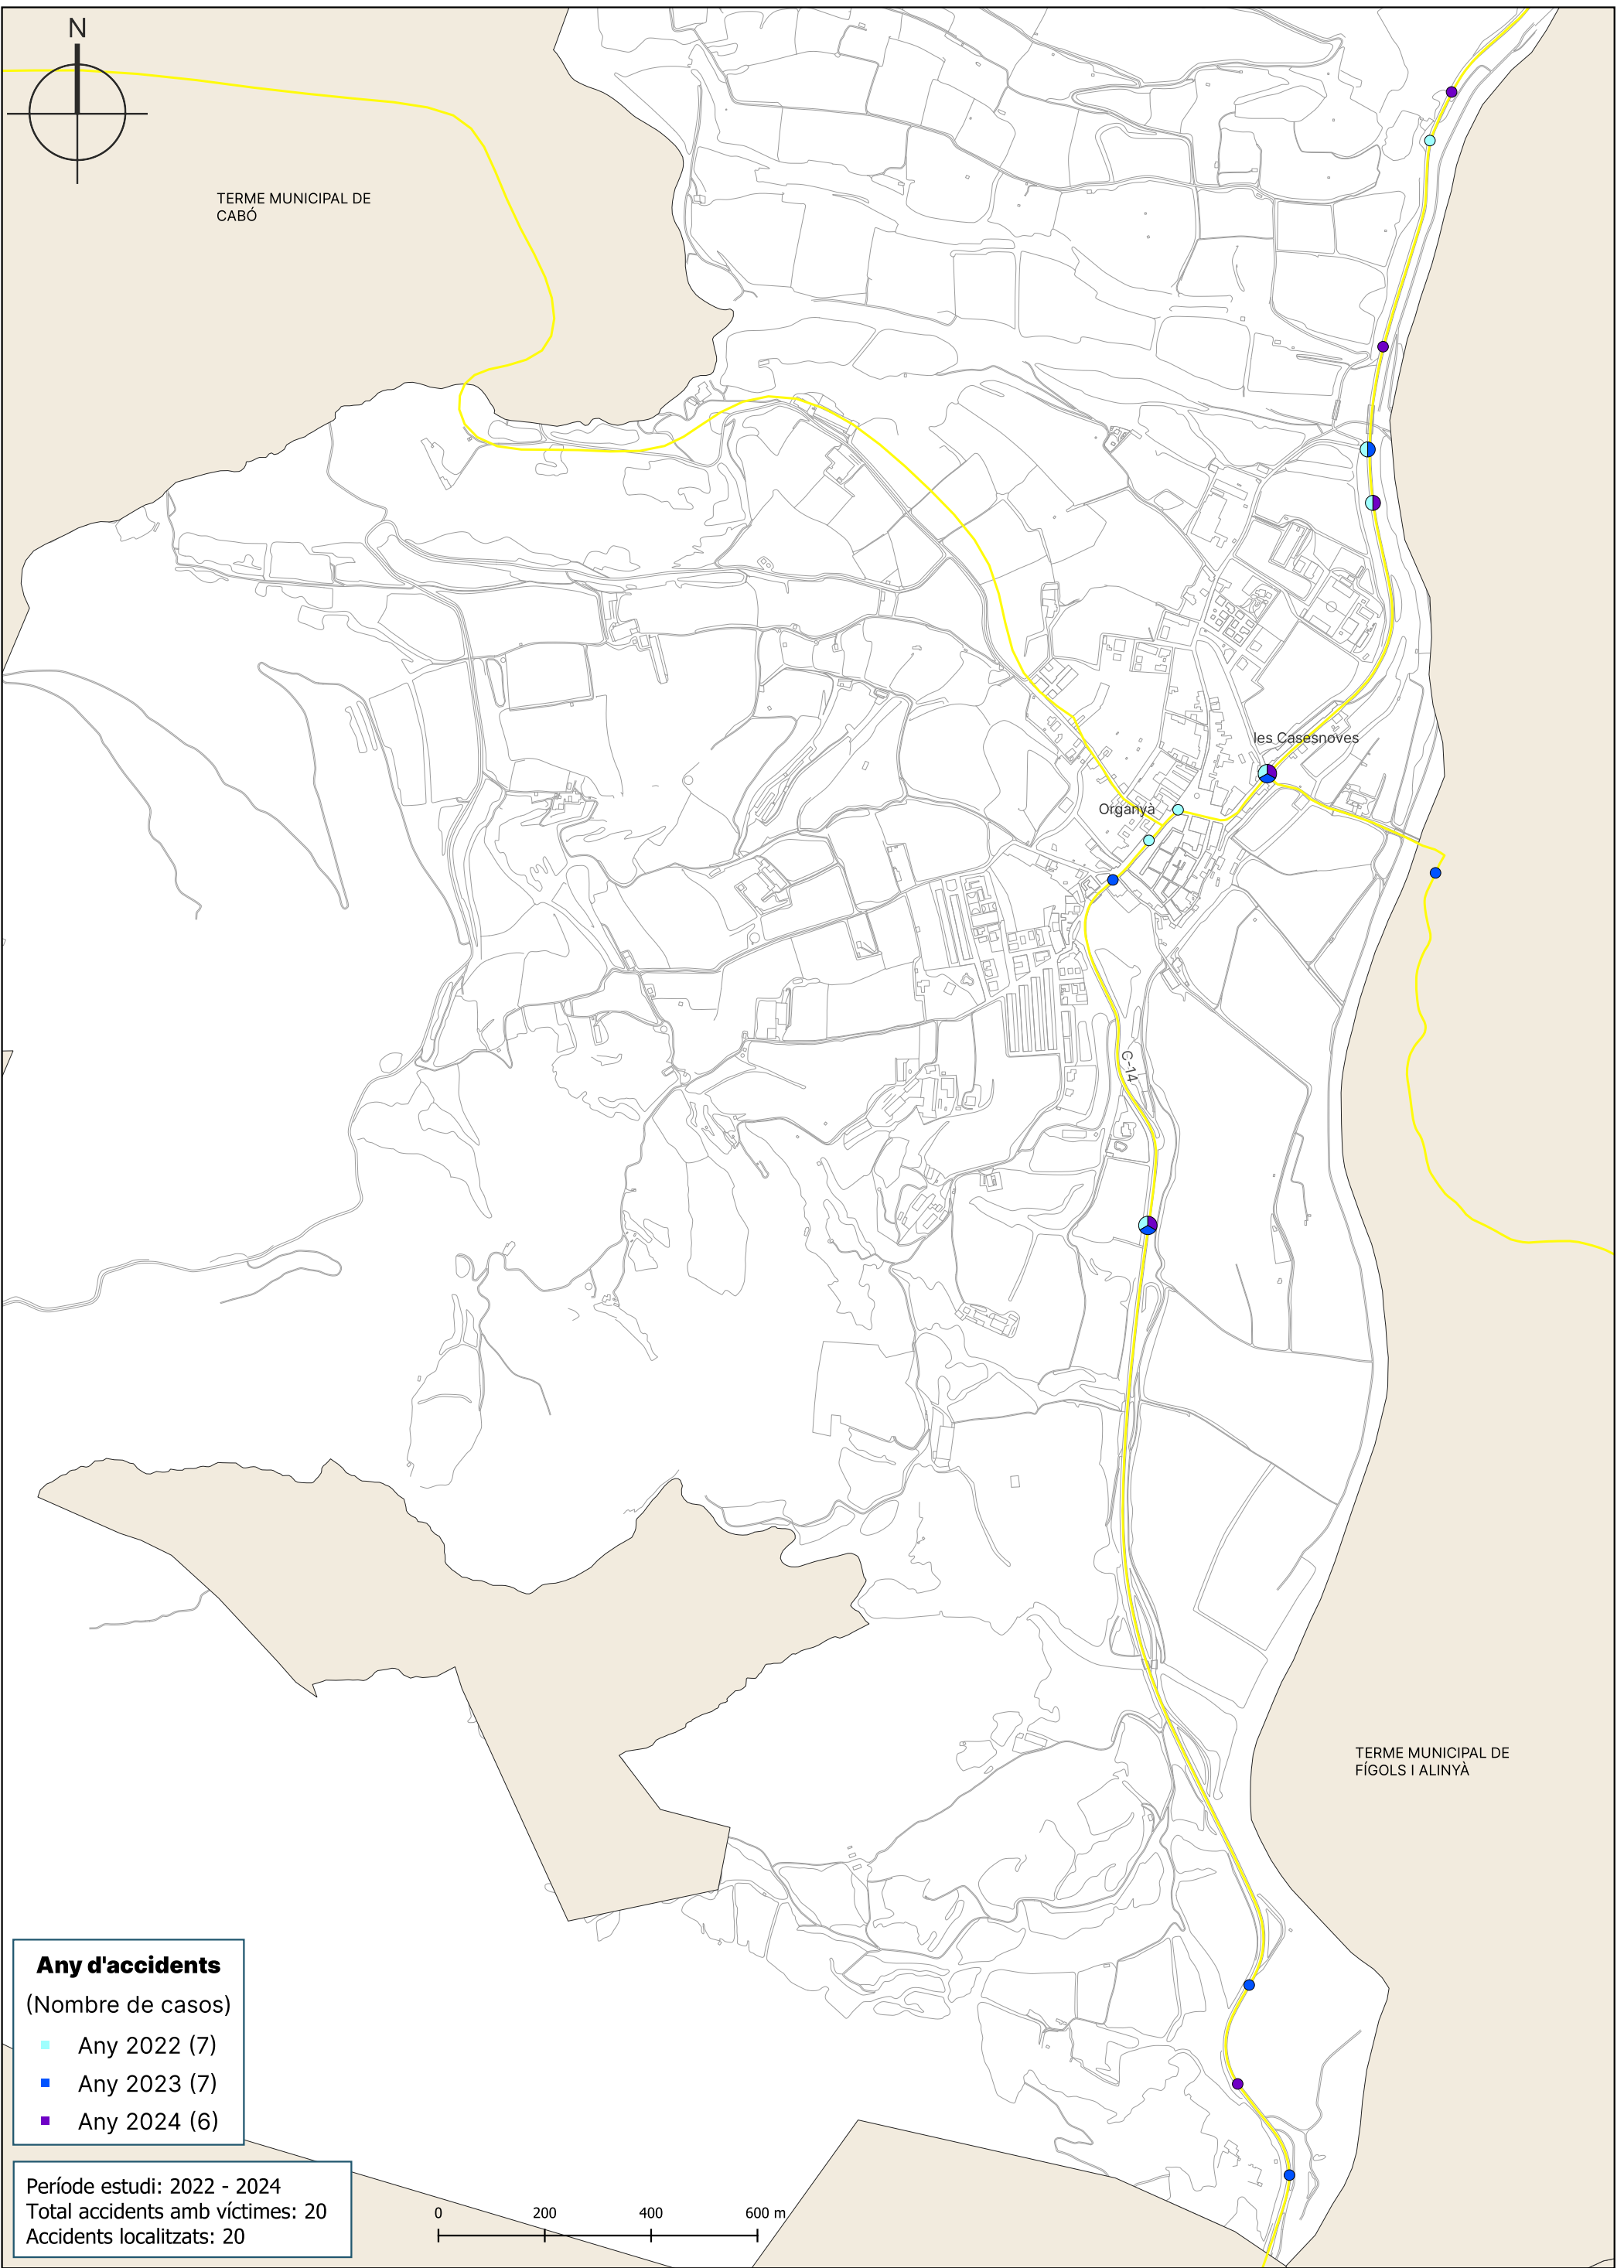 N
TERME MUNICIPAL DE
CABÓ
les Casesnoves
Organyà
C-14
TERME MUNICIPAL DE
FÍGOLS I ALINYÀ
Any d'accidents
(Nombre de casos)
Any 2022 (7)
Any 2023 (7)
Any 2024 (6)
Període estudi: 2022 - 2024
Total accidents amb víctimes: 20
Accidents localitzats: 20
0 200 400 600 m